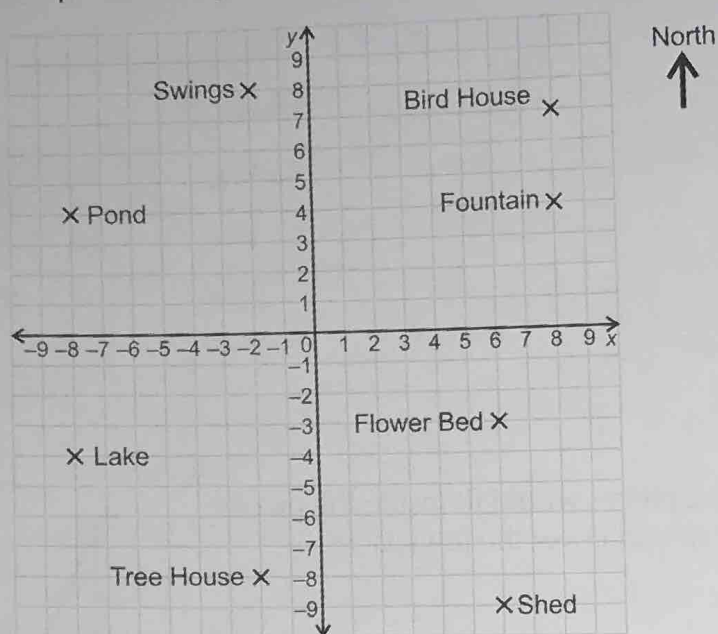 North
y
9
Swings × 8
Bird House ×
7
6
5
Fountain ×
× Pond 4
3
2
1
–9 –8 –7 –6 –5 –4 –3 –2 –1 0 1 2 3 4 5 6 7 8 9 x
–1
–2
–3 Flower Bed ×
× Lake –4
–5
–6
–7
Tree House × –8
–9 × Shed